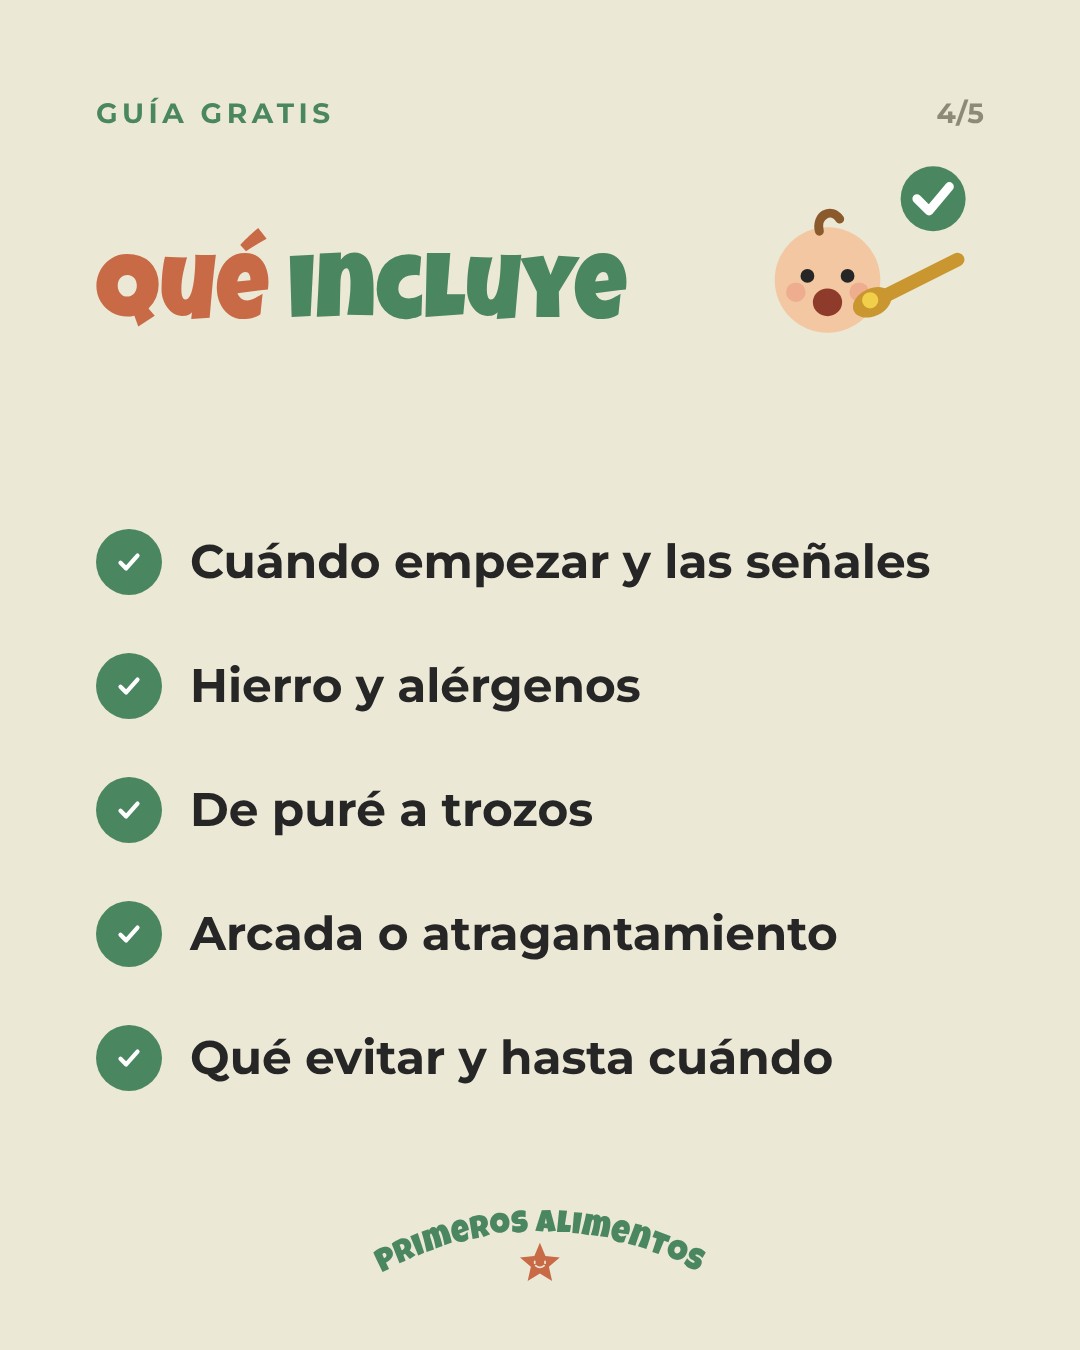 GUÍA GRATIS
4/5
QUÉ INCLUYE
Cuándo empezar y las señales
Hierro y alérgenos
De puré a trozos
Arcada o atragantamiento
Qué evitar y hasta cuándo
PRIMEROS ALIMENTOS